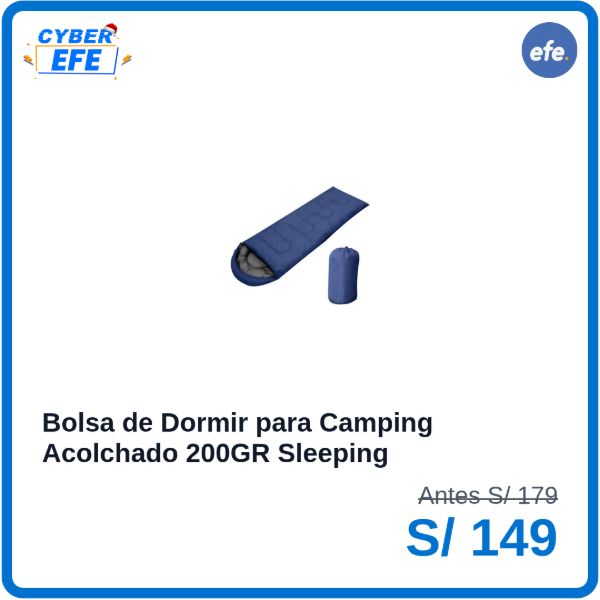 CYBER
EFE
efe.
Bolsa de Dormir para Camping
Acolchado 200GR Sleeping
Antes S/ 179
S/ 149